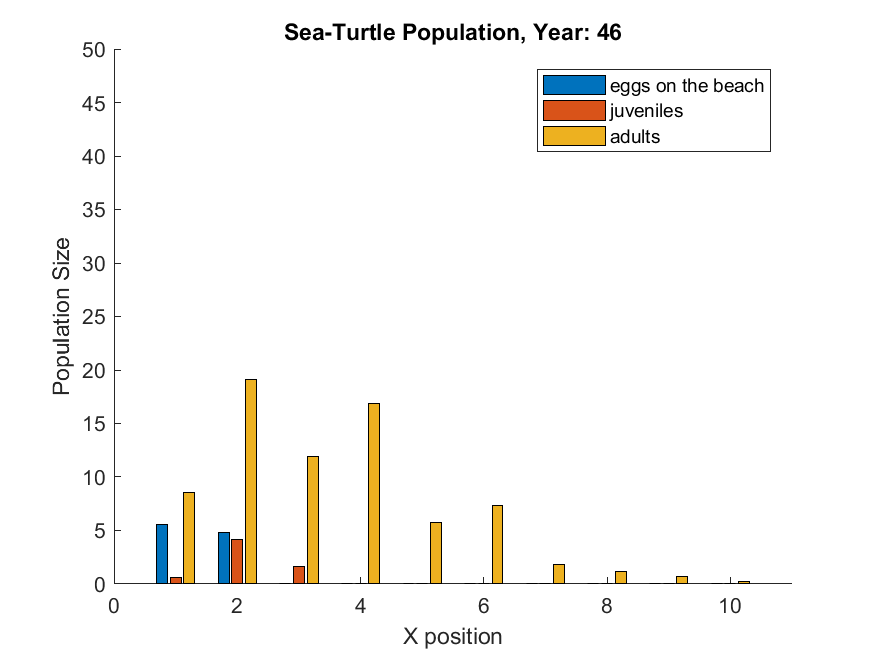 Sea-Turtle Population, Year: 46
50
45
40
35
30
25
20
15
10
5
0
Population Size
eggs on the beach
juveniles
adults
0 2 4 6 8 10
X position